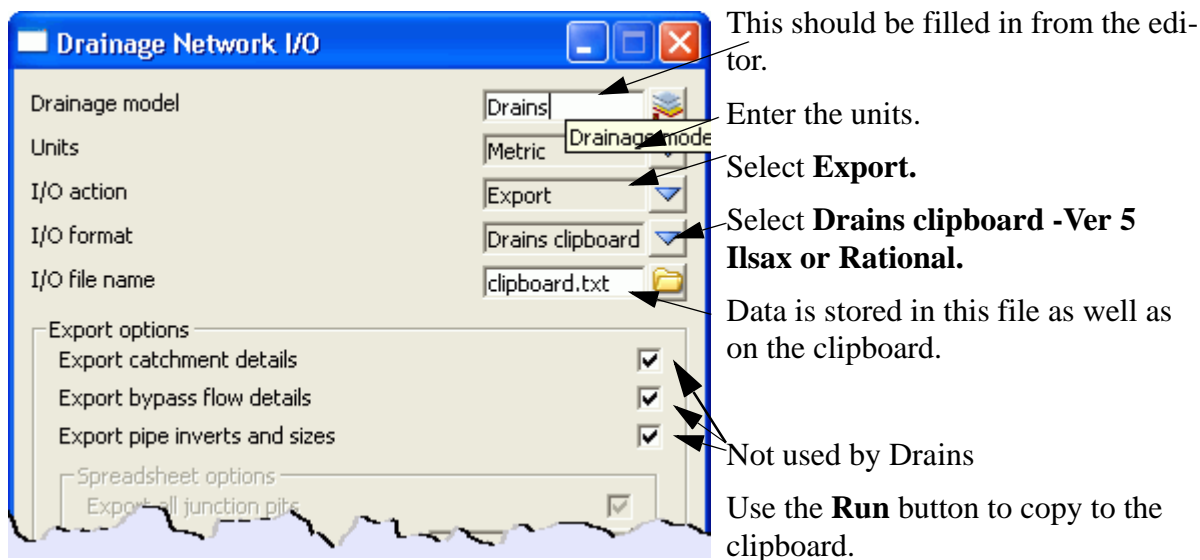 Drainage Network I/O
Drainage model
Drains
Drainage mode
Units
Metric
I/O action
Export
I/O format
Drains clipboard
I/O file name
clipboard.txt
Export options
Export catchment details
Export bypass flow details
Export pipe inverts and sizes
Spreadsheet options
Export all junction pits
This should be filled in from the edi-
tor.
Enter the units.
Select Export.
Select Drains clipboard -Ver 5
Ilsax or Rational.
Data is stored in this file as well as
on the clipboard.
Not used by Drains
Use the Run button to copy to the
clipboard.